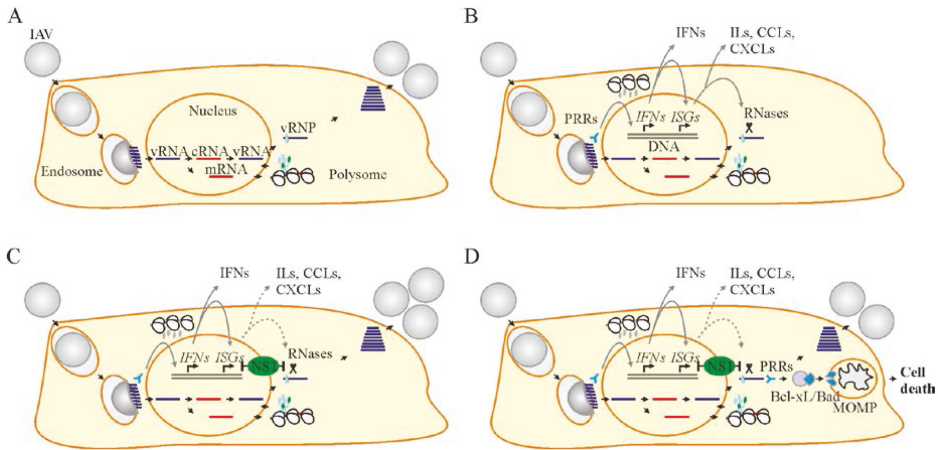 A
IAV
Nucleus
vRNP
vRNA cRNA vRNA
mRNA
Endosome
Polysome
B
IFNs
ILs, CCLs,
CXCLs
PRRs
IFNs ISGs
RNases
DNA
C
IFNs
ILs, CCLs,
CXCLs
IFNs ISGs
NS1
RNases
D
IFNs
ILs, CCLs,
CXCLs
IFNs ISGs
NS1
PRRs
Bcl-xL/Bad
MOMP
Cell
death